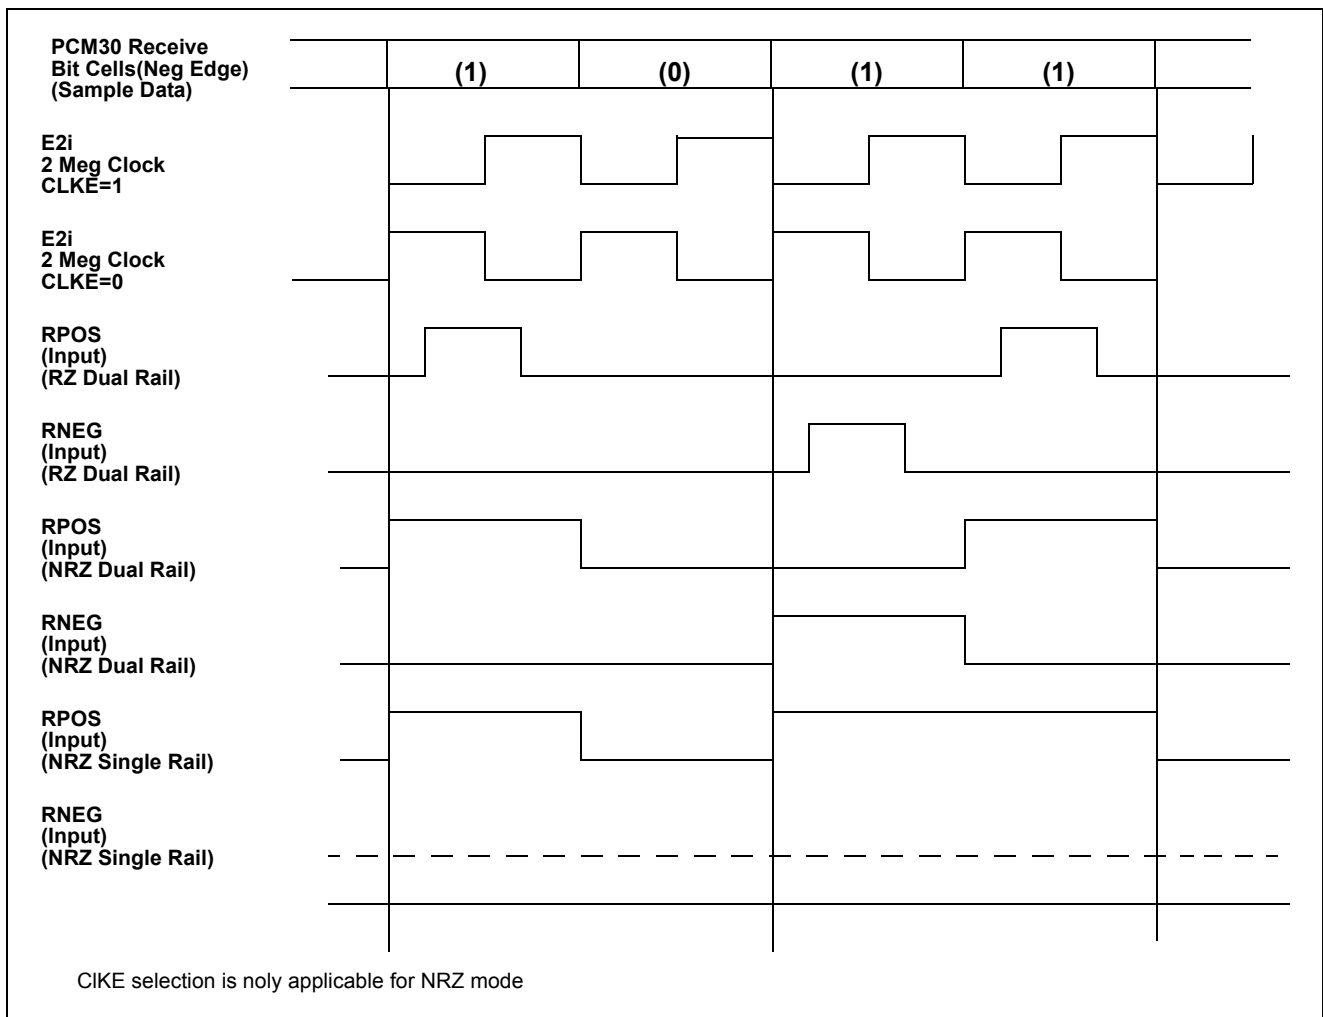 PCM30 Receive
Bit Cells(Neg Edge)
(Sample Data)
(1) (0) (1) (1)
E2i
2 Meg Clock
CLKE=1
E2i
2 Meg Clock
CLKE=0
RPOS
(Input)
(RZ Dual Rail)
RNEG
(Input)
(RZ Dual Rail)
RPOS
(Input)
(NRZ Dual Rail)
RNEG
(Input)
(NRZ Dual Rail)
RPOS
(Input)
(NRZ Single Rail)
RNEG
(Input)
(NRZ Single Rail)
ClKE selection is noly applicable for NRZ mode